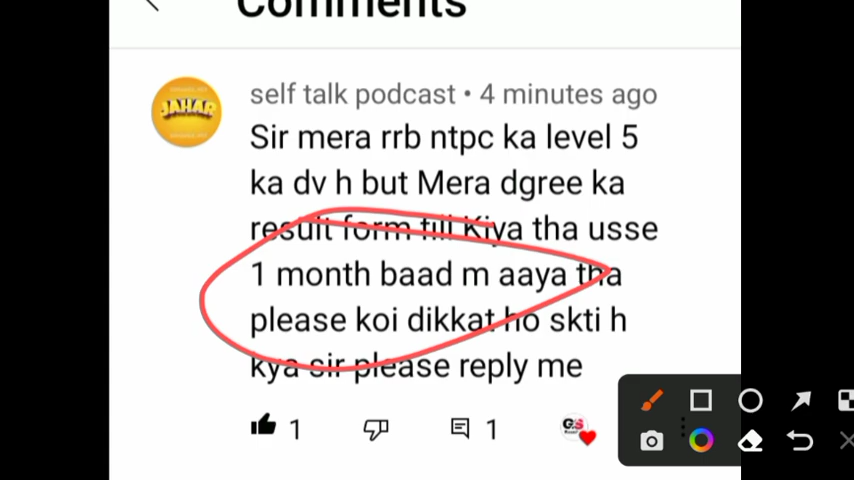 Comments
self talk podcast • 4 minutes ago
JAHAR
Sir mera rrb ntpc ka level 5
ka dv h but Mera dgree ka
result form fill Kiya tha usse
1 month baad m aaya tha
please koi dikkat ho skti h
kya sir please reply me
1 1
GS